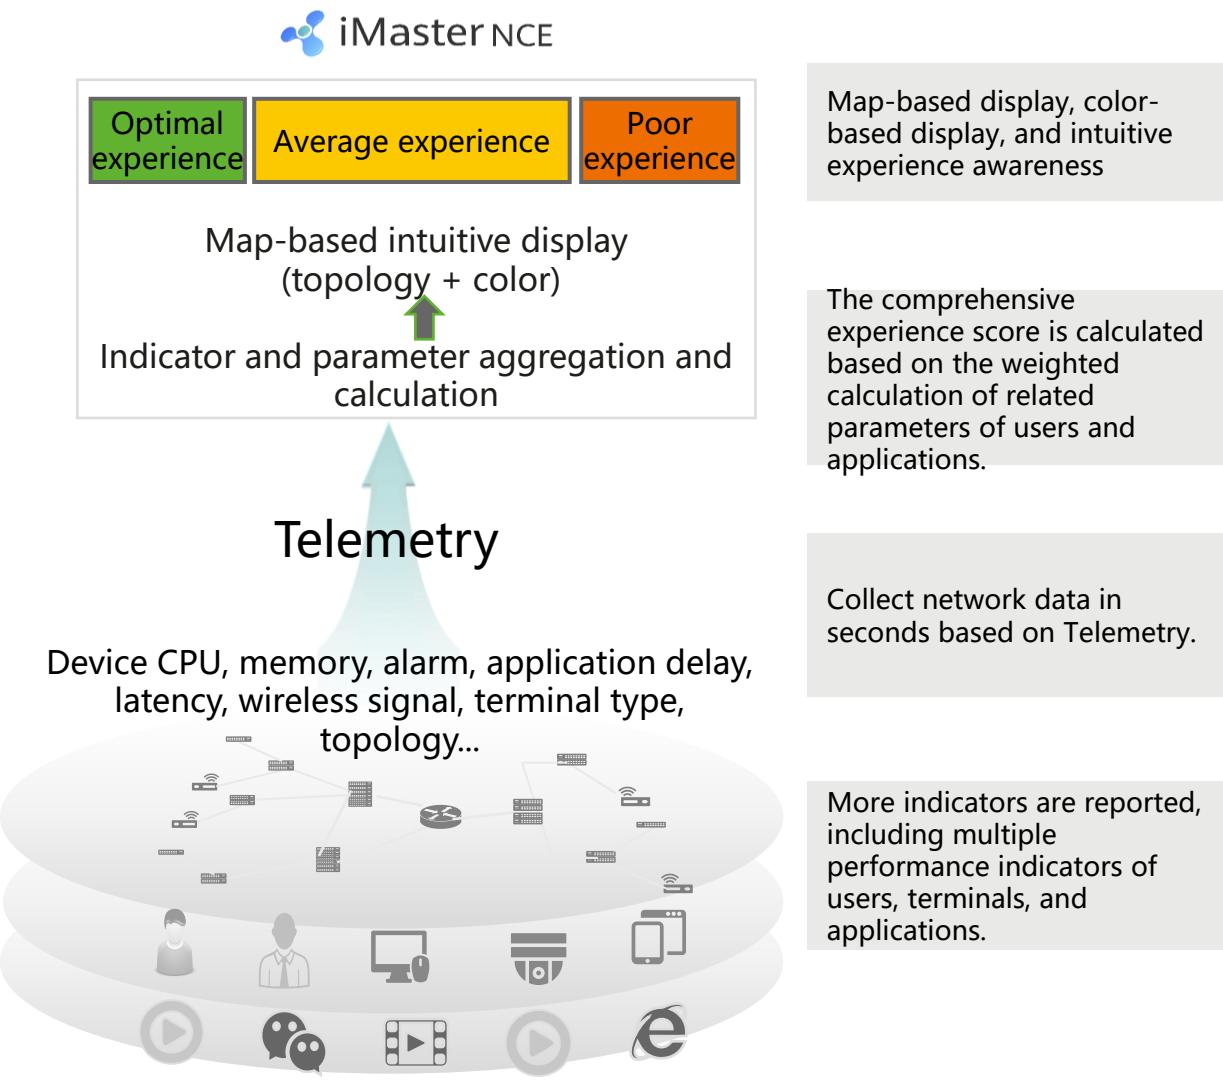 iMaster NCE
Optimal
experience
Average experience
Poor
experience
Map-based intuitive display
(topology + color)
Indicator and parameter aggregation and
calculation
Telemetry
Device CPU, memory, alarm, application delay,
latency, wireless signal, terminal type,
topology...
Map-based display, color-
based display, and intuitive
experience awareness
The comprehensive
experience score is calculated
based on the weighted
calculation of related
parameters of users and
applications.
Collect network data in
seconds based on Telemetry.
More indicators are reported,
including multiple
performance indicators of
users, terminals, and
applications.